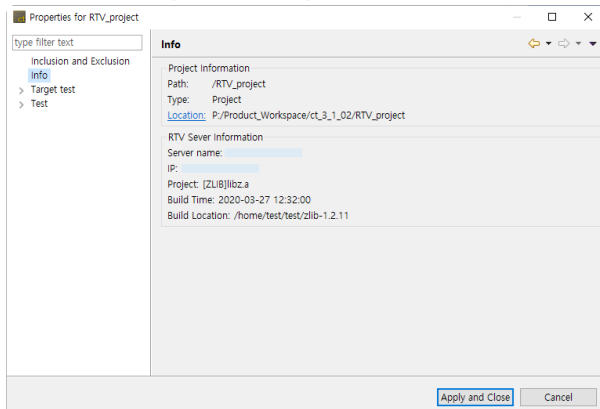 Properties for RTV_project
type filter text
Inclusion and Exclusion
Info
Target test
Test
Info
Project Information
Path: /RTV_project
Type: Project
Location: P:/Product_Workspace/ct_3_1_02/RTV_project
RTV Sever Information
Server name:
IP:
Project: [ZLIB]libz.a
Build Time: 2020-03-27 12:32:00
Build Location: /home/test/test/zlib-1.2.11
Apply and Close
Cancel